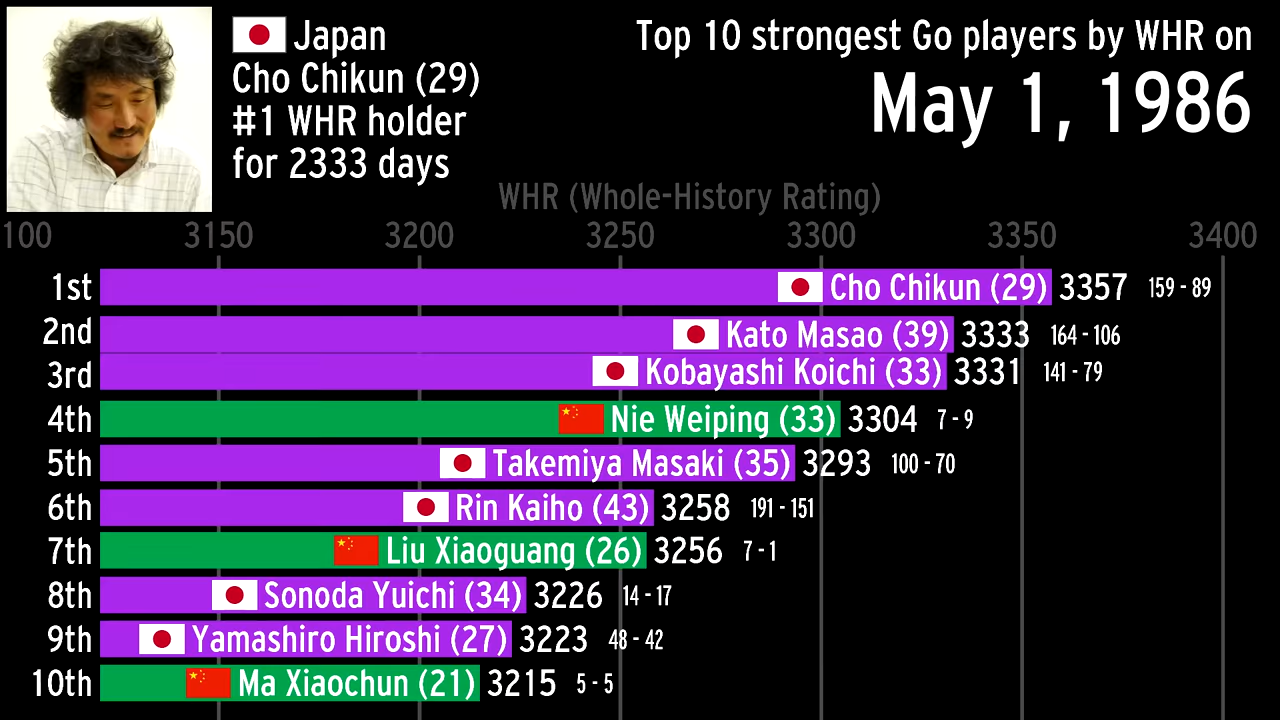 Japan
Cho Chikun (29)
#1 WHR holder
for 2333 days
Top 10 strongest Go players by WHR on
May 1, 1986
WHR (Whole-History Rating)
100 3150 3200 3250 3300 3350 3400
1st Cho Chikun (29) 3357 159 - 89
2nd Kato Masao (39) 3333 164 - 106
3rd Kobayashi Koichi (33) 3331 141 - 79
4th Nie Weiping (33) 3304 7 - 9
5th Takemiya Masaki (35) 3293 100 - 70
6th Rin Kaiho (43) 3258 191 - 151
7th Liu Xiaoguang (26) 3256 7 - 1
8th Sonoda Yuichi (34) 3226 14 - 17
9th Yamashiro Hiroshi (27) 3223 48 - 42
10th Ma Xiaochun (21) 3215 5 - 5